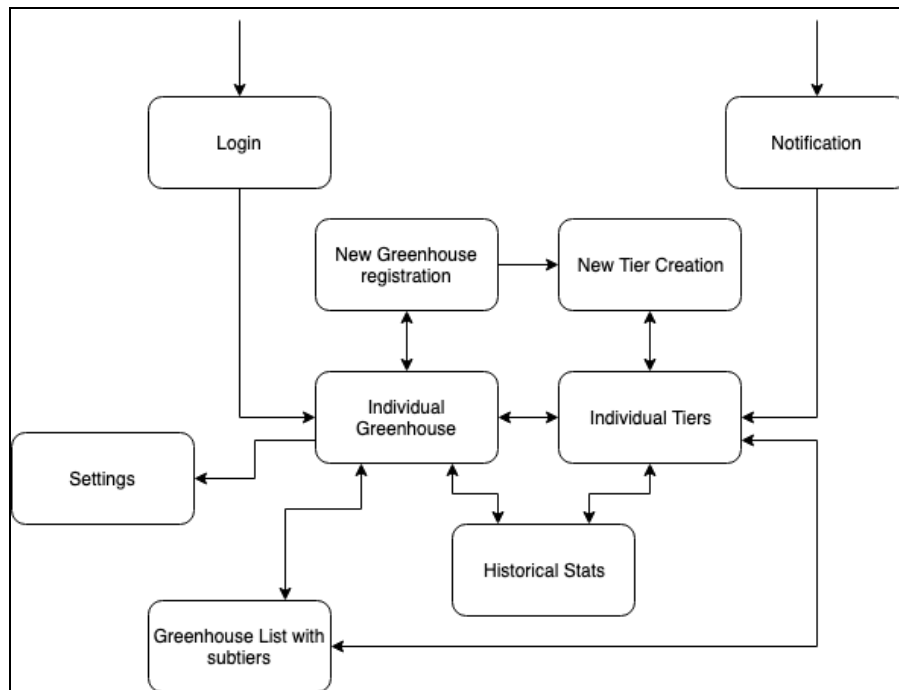 Login
Notification
New Greenhouse
registration
New Tier Creation
Individual
Greenhouse
Individual Tiers
Settings
Historical Stats
Greenhouse List with
subtiers